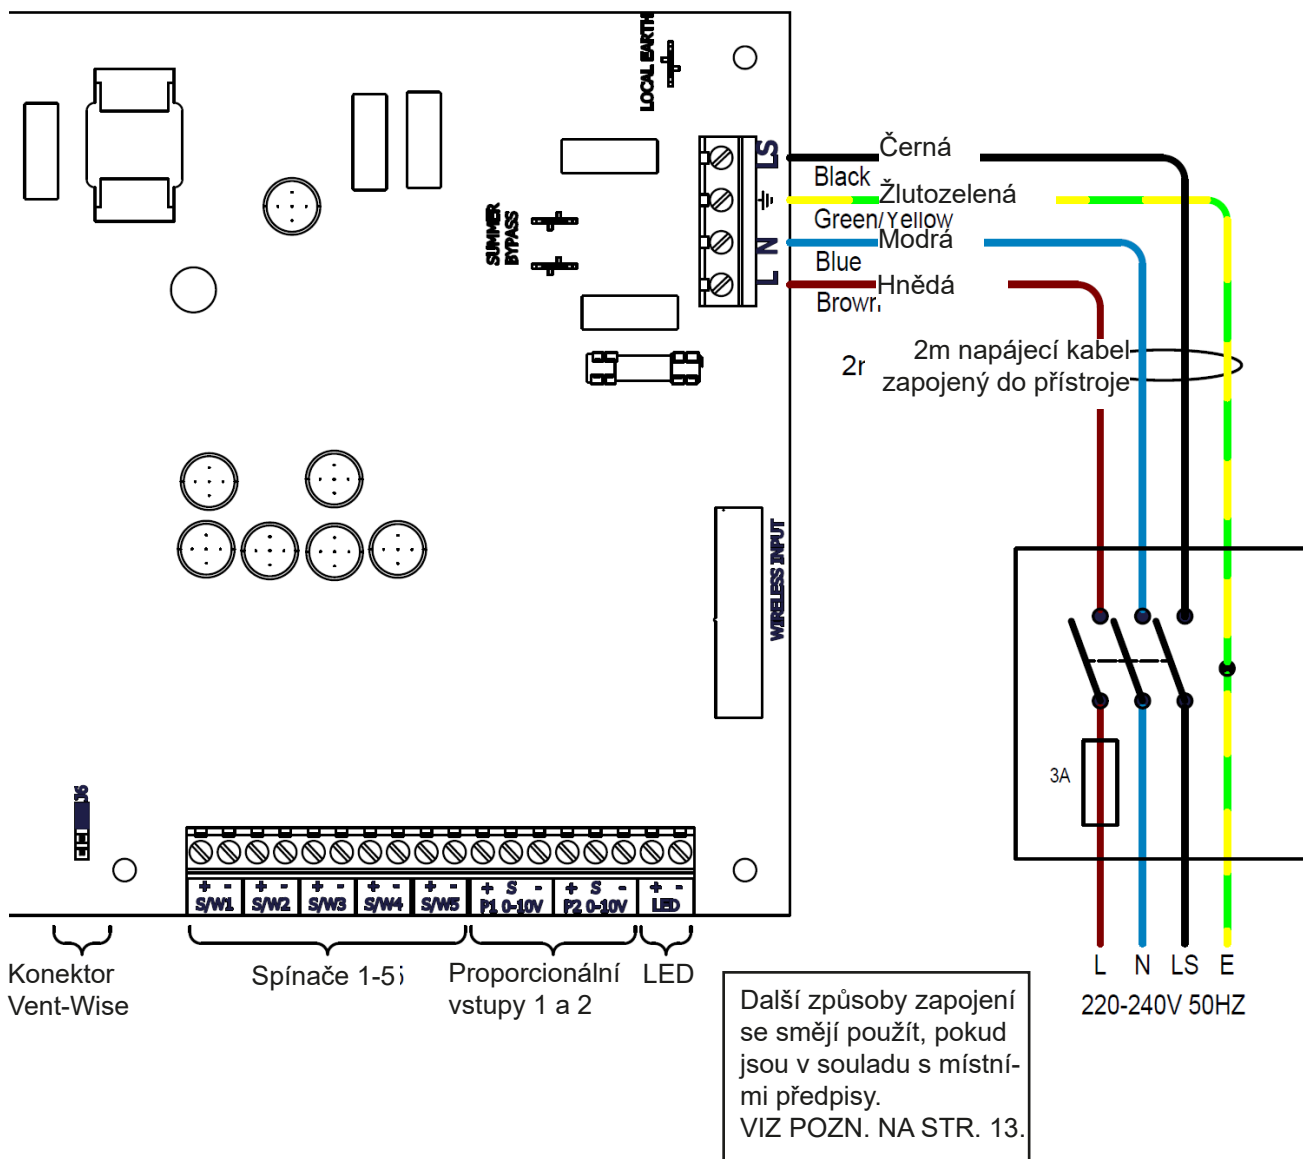 LOCAL EARTH
LS
Černá
Black
Žlutozelená
Green/Yellow
SUMMER
BYPASS
N
Modrá
Blue
L
Hnědá
Brown
2m napájecí kabel
zapojený do přístroje
WIRELESS INPUT
3A
J6
+ - + - + - + - + - + S - + S - + -
S/W1 S/W2 S/W3 S/W4 S/W5 P1 0-10V P2 0-10V LED
Konektor
Vent-Wise
Spínače 1-5
Proporcionální
vstupy 1 a 2
LED
L N LS E
220-240V 50HZ
Další způsoby zapojení
se smějí použít, pokud
jsou v souladu s místní-
mi předpisy.
VIZ POZN. NA STR. 13.